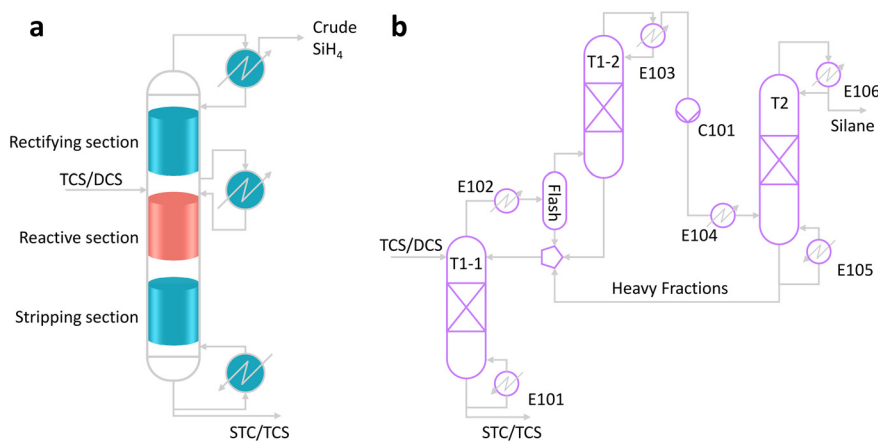 a
Crude
SiH₄
Rectifying section
TCS/DCS
Reactive section
Stripping section
STC/TCS
b
T1-2
E103
E106
T2
C101
Silane
E102
Flash
E104
TCS/DCS
T1-1
E105
Heavy Fractions
E101
STC/TCS